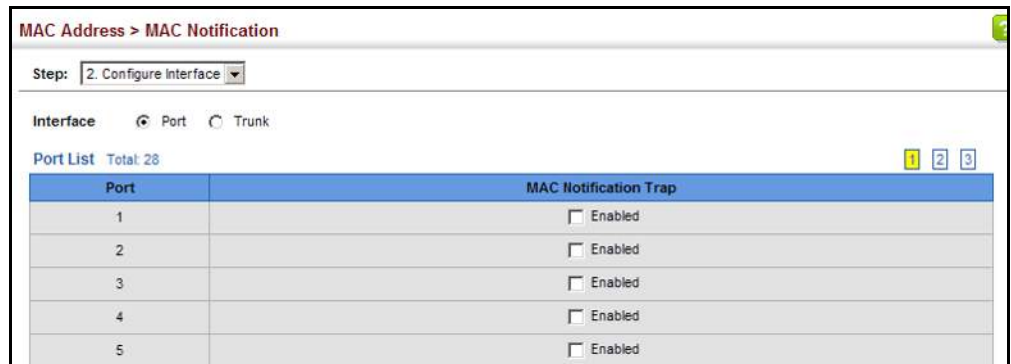 MAC Address > MAC Notification
?
Step: 2. Configure Interface
Interface Port Trunk
Port List Total: 28 1 2 3
Port MAC Notification Trap
1 Enabled
2 Enabled
3 Enabled
4 Enabled
5 Enabled